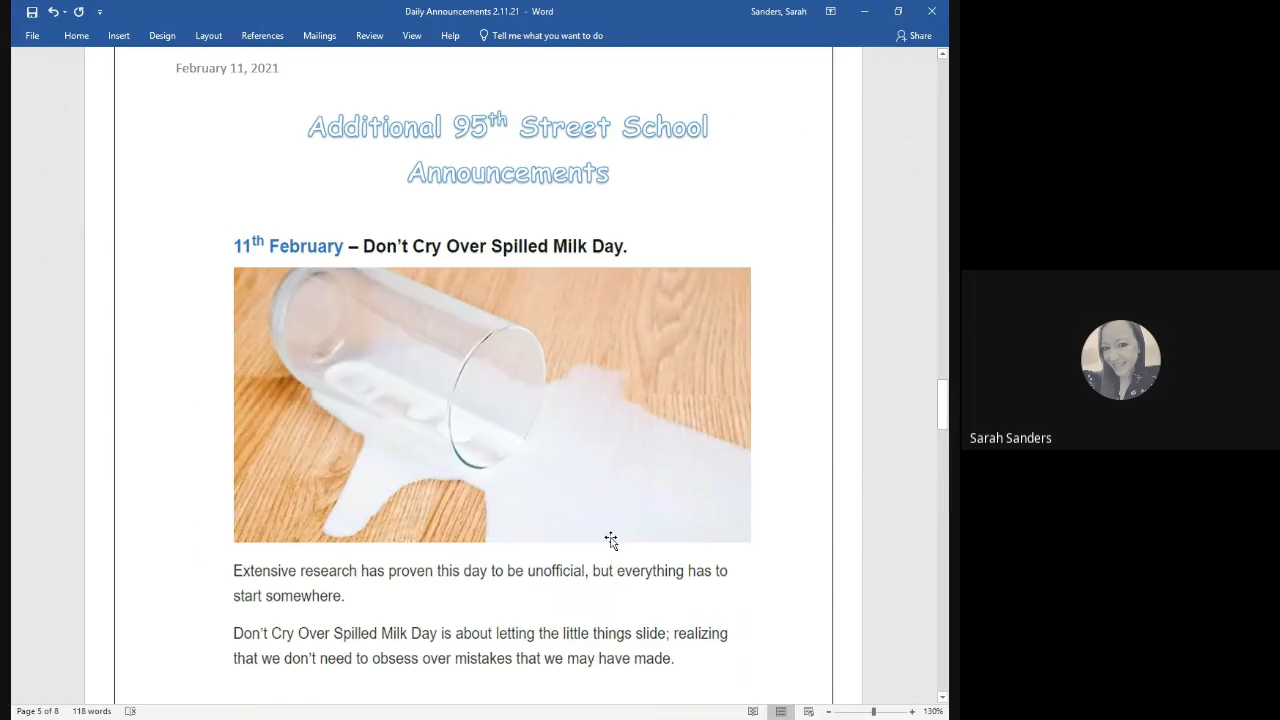 Daily Announcements 2.11.21 - Word
Sanders, Sarah
File Home Insert Design Layout References Mailings Review View Help Tell me what you want to do Share
February 11, 2021
Additional 95th Street School
Announcements
11th February – Don't Cry Over Spilled Milk Day.
Extensive research has proven this day to be unofficial, but everything has to
start somewhere.
Don't Cry Over Spilled Milk Day is about letting the little things slide; realizing
that we don't need to obsess over mistakes that we may have made.
Sarah Sanders
Page 5 of 8 118 words 130%